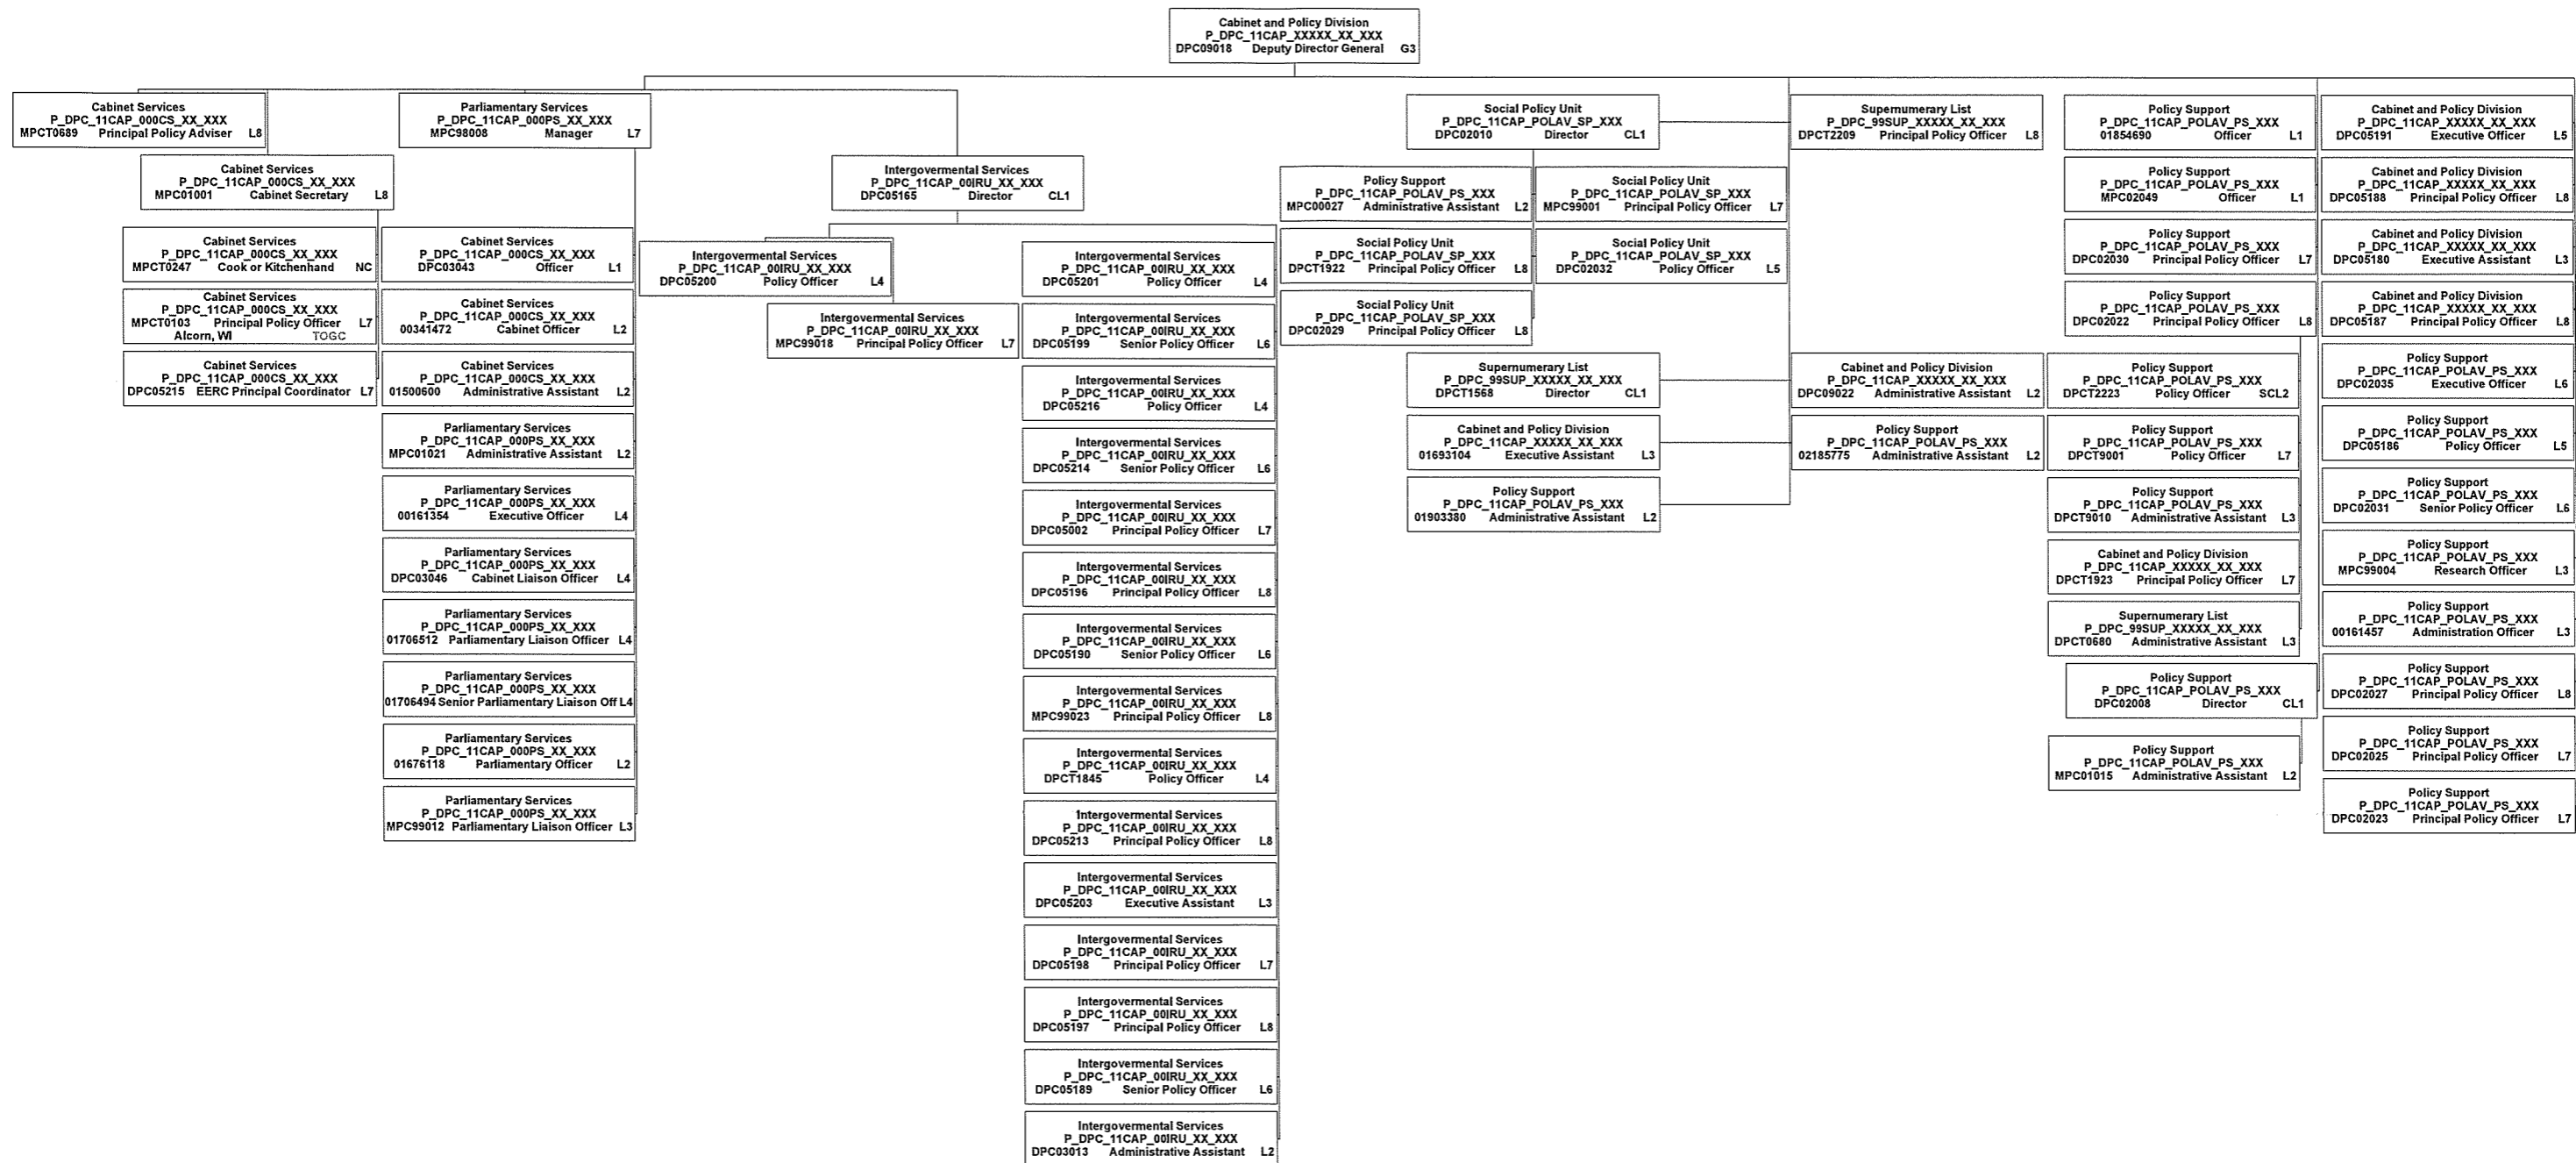 Cabinet and Policy Division
P_DPC_11CAP_XXXXX_XX_XXX
DPC09018 Deputy Director General G3
Cabinet Services
P_DPC_11CAP_000CS_XX_XXX
MPCT0689 Principal Policy Adviser L8
Cabinet Services
P_DPC_11CAP_000CS_XX_XXX
MPC01001 Cabinet Secretary L8
Cabinet Services
P_DPC_11CAP_000CS_XX_XXX
MPCT0247 Cook or Kitchenhand NC
Cabinet Services
P_DPC_11CAP_000CS_XX_XXX
MPCT0103 Principal Policy Officer L7
Alcorn, WI TOGC
Cabinet Services
P_DPC_11CAP_000CS_XX_XXX
DPC05215 EERC Principal Coordinator L7
Parliamentary Services
P_DPC_11CAP_000PS_XX_XXX
MPC98008 Manager L7
Cabinet Services
P_DPC_11CAP_000CS_XX_XXX
DPC03043 Officer L1
Cabinet Services
P_DPC_11CAP_000CS_XX_XXX
00341472 Cabinet Officer L2
Cabinet Services
P_DPC_11CAP_000CS_XX_XXX
01500600 Administrative Assistant L2
Parliamentary Services
P_DPC_11CAP_000PS_XX_XXX
MPC01021 Administrative Assistant L2
Parliamentary Services
P_DPC_11CAP_000PS_XX_XXX
00161354 Executive Officer L4
Parliamentary Services
P_DPC_11CAP_000PS_XX_XXX
DPC03046 Cabinet Liaison Officer L4
Parliamentary Services
P_DPC_11CAP_000PS_XX_XXX
01706512 Parliamentary Liaison Officer L4
Parliamentary Services
P_DPC_11CAP_000PS_XX_XXX
01706494 Senior Parliamentary Liaison Off L4
Parliamentary Services
P_DPC_11CAP_000PS_XX_XXX
01676118 Parliamentary Officer L2
Parliamentary Services
P_DPC_11CAP_000PS_XX_XXX
MPC99012 Parliamentary Liaison Officer L3
Intergovermental Services
P_DPC_11CAP_00IRU_XX_XXX
DPC05165 Director CL1
Intergovermental Services
P_DPC_11CAP_00IRU_XX_XXX
DPC05200 Policy Officer L4
Intergovermental Services
P_DPC_11CAP_00IRU_XX_XXX
MPC99018 Principal Policy Officer L7
Intergovermental Services
P_DPC_11CAP_00IRU_XX_XXX
DPC05201 Policy Officer L4
Intergovermental Services
P_DPC_11CAP_00IRU_XX_XXX
DPC05199 Senior Policy Officer L6
Intergovermental Services
P_DPC_11CAP_00IRU_XX_XXX
DPC05216 Policy Officer L4
Intergovermental Services
P_DPC_11CAP_00IRU_XX_XXX
DPC05214 Senior Policy Officer L6
Intergovermental Services
P_DPC_11CAP_00IRU_XX_XXX
DPC05002 Principal Policy Officer L7
Intergovermental Services
P_DPC_11CAP_00IRU_XX_XXX
DPC05196 Principal Policy Officer L8
Intergovermental Services
P_DPC_11CAP_00IRU_XX_XXX
DPC05190 Senior Policy Officer L6
Intergovermental Services
P_DPC_11CAP_00IRU_XX_XXX
MPC99023 Principal Policy Officer L8
Intergovermental Services
P_DPC_11CAP_00IRU_XX_XXX
DPCT1845 Policy Officer L4
Intergovermental Services
P_DPC_11CAP_00IRU_XX_XXX
DPC05213 Principal Policy Officer L8
Intergovermental Services
P_DPC_11CAP_00IRU_XX_XXX
DPC05203 Executive Assistant L3
Intergovermental Services
P_DPC_11CAP_00IRU_XX_XXX
DPC05198 Principal Policy Officer L7
Intergovermental Services
P_DPC_11CAP_00IRU_XX_XXX
DPC05197 Principal Policy Officer L8
Intergovermental Services
P_DPC_11CAP_00IRU_XX_XXX
DPC05189 Senior Policy Officer L6
Intergovermental Services
P_DPC_11CAP_00IRU_XX_XXX
DPC03013 Administrative Assistant L2
Social Policy Unit
P_DPC_11CAP_POLAV_SP_XXX
DPC02010 Director CL1
Policy Support
P_DPC_11CAP_POLAV_PS_XXX
MPC00027 Administrative Assistant L2
Social Policy Unit
P_DPC_11CAP_POLAV_SP_XXX
MPC99001 Principal Policy Officer L7
Social Policy Unit
P_DPC_11CAP_POLAV_SP_XXX
DPCT1922 Principal Policy Officer L8
Social Policy Unit
P_DPC_11CAP_POLAV_SP_XXX
DPC02032 Policy Officer L5
Social Policy Unit
P_DPC_11CAP_POLAV_SP_XXX
DPC02029 Principal Policy Officer L8
Supernumerary List
P_DPC_99SUP_XXXXX_XX_XXX
DPCT1568 Director CL1
Cabinet and Policy Division
P_DPC_11CAP_XXXXX_XX_XXX
01693104 Executive Assistant L3
Policy Support
P_DPC_11CAP_POLAV_PS_XXX
01903380 Administrative Assistant L2
Supernumerary List
P_DPC_99SUP_XXXXX_XX_XXX
DPCT2209 Principal Policy Officer L8
Cabinet and Policy Division
P_DPC_11CAP_XXXXX_XX_XXX
DPC09022 Administrative Assistant L2
Policy Support
P_DPC_11CAP_POLAV_PS_XXX
02185775 Administrative Assistant L2
Policy Support
P_DPC_11CAP_POLAV_PS_XXX
01854690 Officer L1
Policy Support
P_DPC_11CAP_POLAV_PS_XXX
MPC02049 Officer L1
Policy Support
P_DPC_11CAP_POLAV_PS_XXX
DPC02030 Principal Policy Officer L7
Policy Support
P_DPC_11CAP_POLAV_PS_XXX
DPC02022 Principal Policy Officer L8
Policy Support
P_DPC_11CAP_POLAV_PS_XXX
DPCT2223 Policy Officer SCL2
Policy Support
P_DPC_11CAP_POLAV_PS_XXX
DPCT9001 Policy Officer L7
Policy Support
P_DPC_11CAP_POLAV_PS_XXX
DPCT9010 Administrative Assistant L3
Cabinet and Policy Division
P_DPC_11CAP_XXXXX_XX_XXX
DPCT1923 Principal Policy Officer L7
Supernumerary List
P_DPC_99SUP_XXXXX_XX_XXX
DPCT0680 Administrative Assistant L3
Policy Support
P_DPC_11CAP_POLAV_PS_XXX
DPC02008 Director CL1
Policy Support
P_DPC_11CAP_POLAV_PS_XXX
MPC01015 Administrative Assistant L2
Cabinet and Policy Division
P_DPC_11CAP_XXXXX_XX_XXX
DPC05191 Executive Officer L5
Cabinet and Policy Division
P_DPC_11CAP_XXXXX_XX_XXX
DPC05188 Principal Policy Officer L8
Cabinet and Policy Division
P_DPC_11CAP_XXXXX_XX_XXX
DPC05180 Executive Assistant L3
Cabinet and Policy Division
P_DPC_11CAP_XXXXX_XX_XXX
DPC05187 Principal Policy Officer L8
Policy Support
P_DPC_11CAP_POLAV_PS_XXX
DPC02035 Executive Officer L6
Policy Support
P_DPC_11CAP_POLAV_PS_XXX
DPC05186 Policy Officer L5
Policy Support
P_DPC_11CAP_POLAV_PS_XXX
DPC02031 Senior Policy Officer L6
Policy Support
P_DPC_11CAP_POLAV_PS_XXX
MPC99004 Research Officer L3
Policy Support
P_DPC_11CAP_POLAV_PS_XXX
00161457 Administration Officer L3
Policy Support
P_DPC_11CAP_POLAV_PS_XXX
DPC02027 Principal Policy Officer L8
Policy Support
P_DPC_11CAP_POLAV_PS_XXX
DPC02025 Principal Policy Officer L7
Policy Support
P_DPC_11CAP_POLAV_PS_XXX
DPC02023 Principal Policy Officer L7